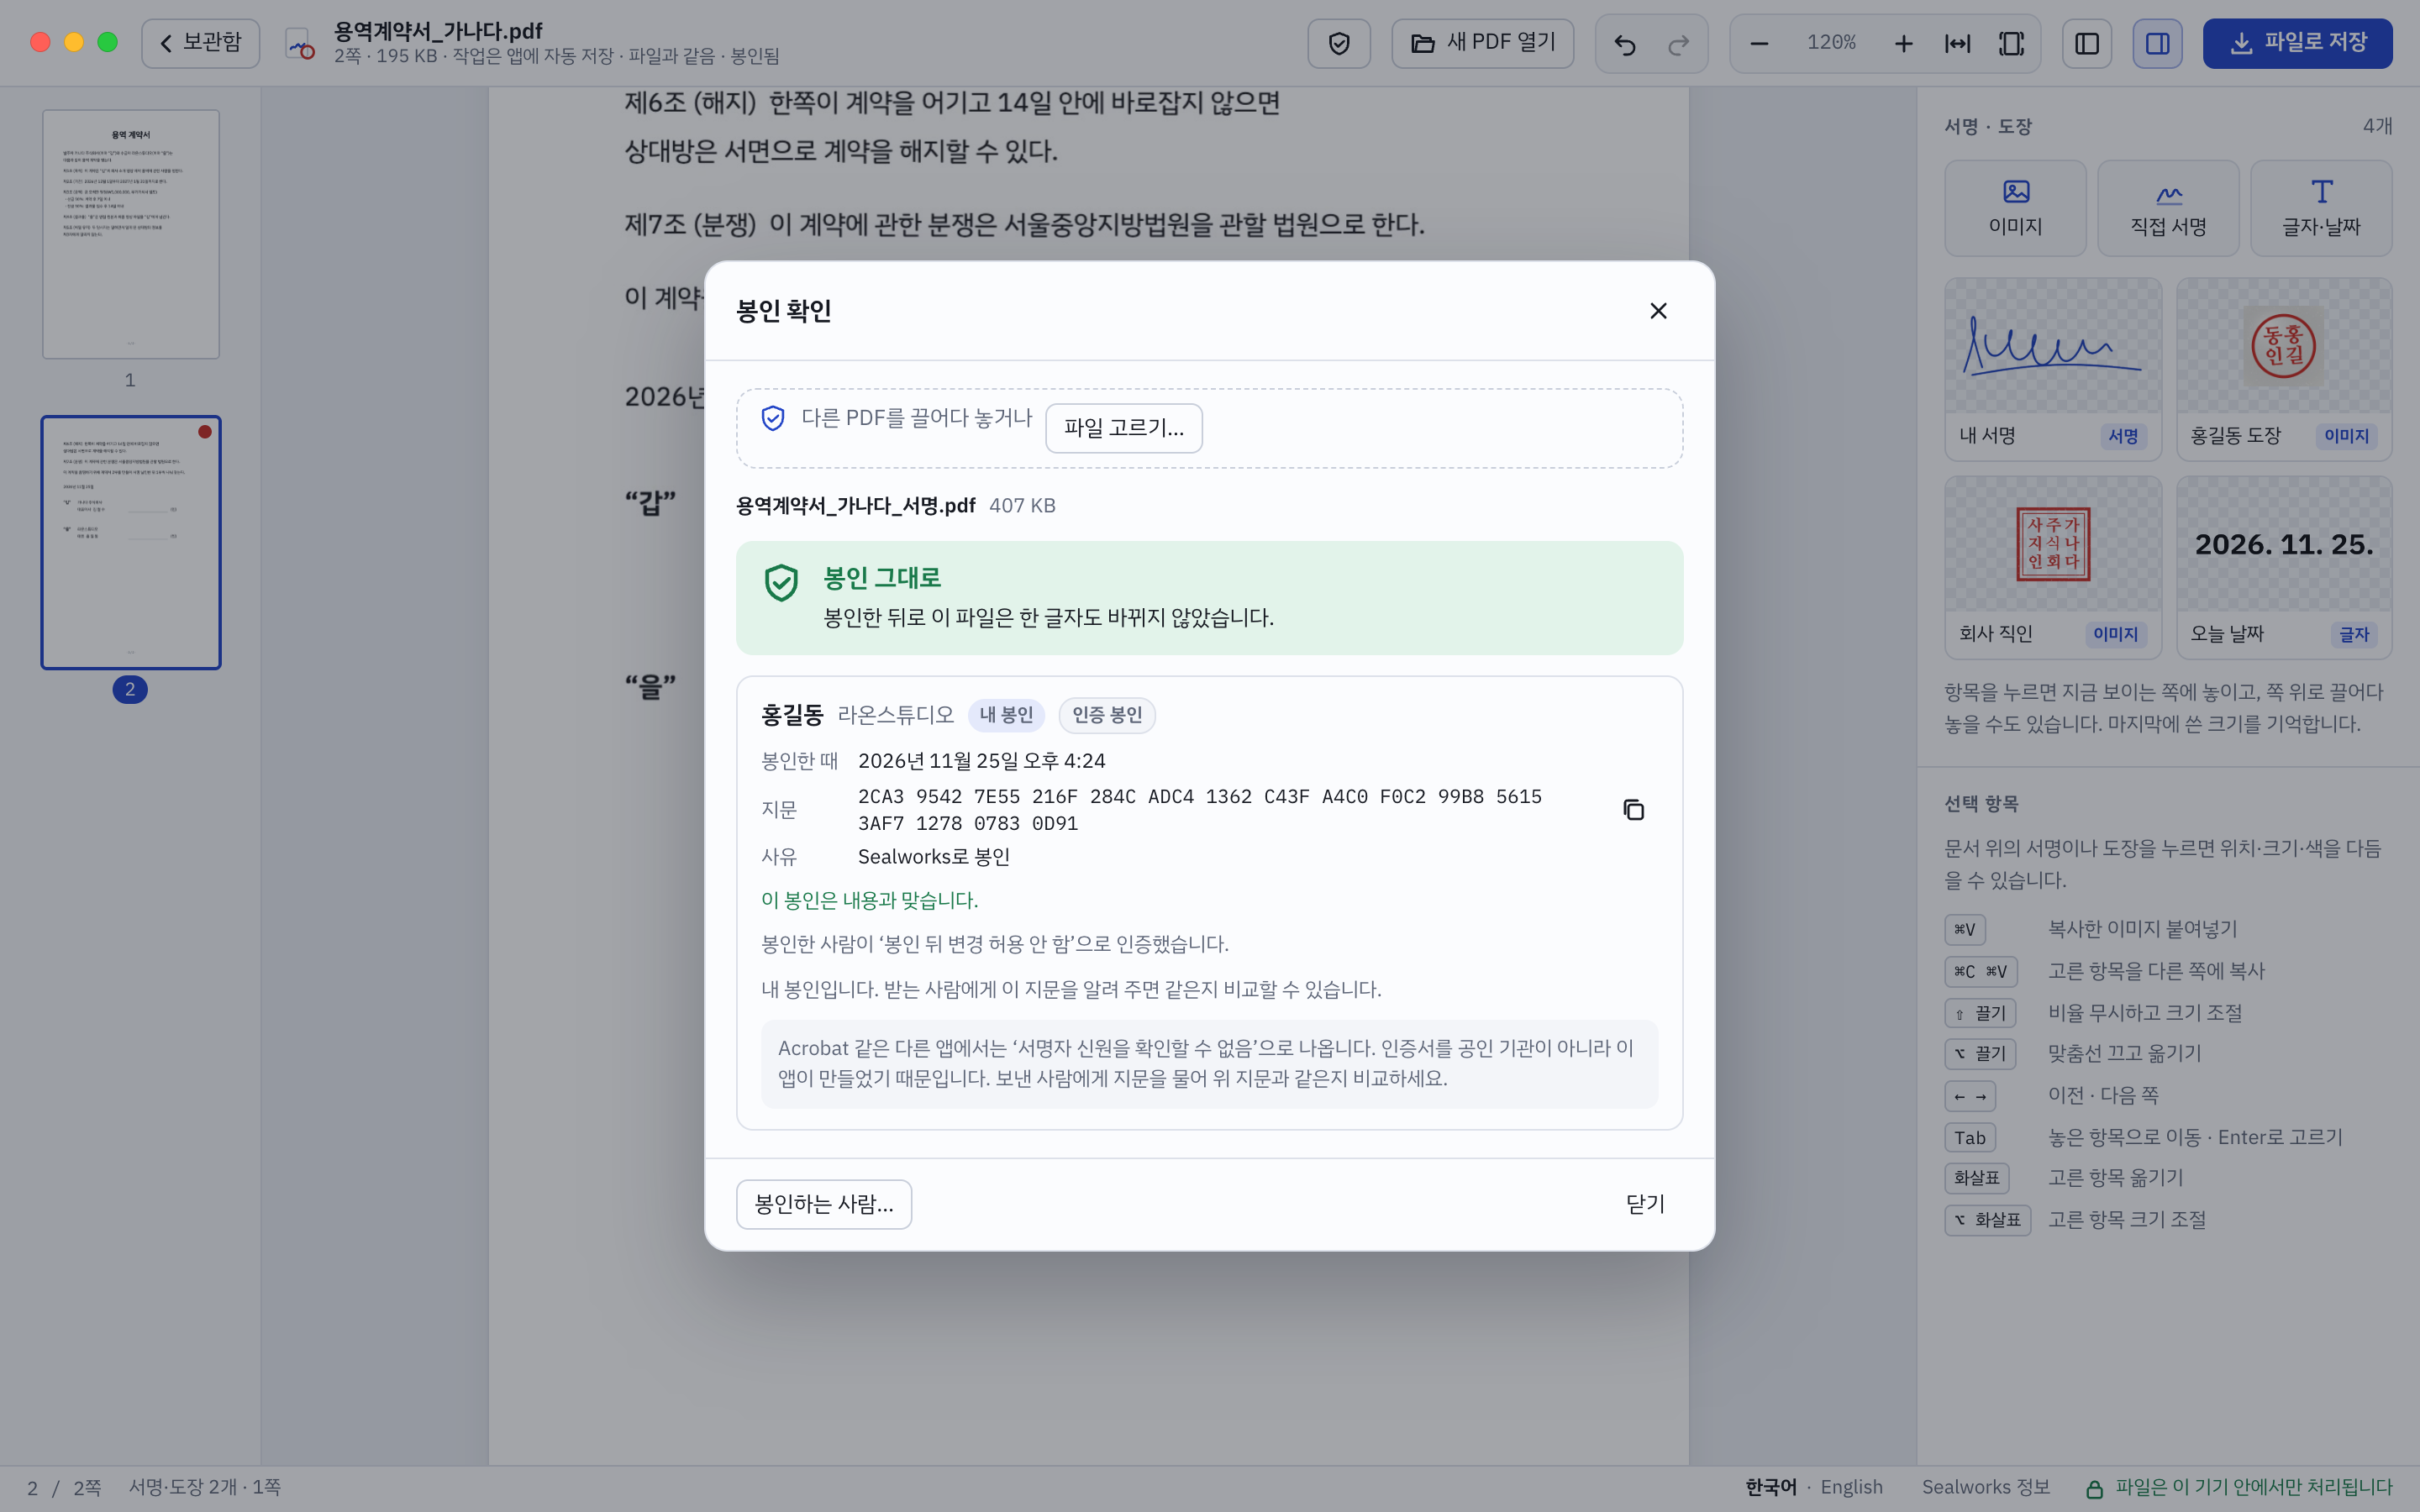 보관함
용역계약서_가나다.pdf
2쪽 · 195 KB · 작업은 앱에 자동 저장 · 파일과 같음 · 봉인됨
새 PDF 열기
120%
파일로 저장
용역 계약서
1
2
제6조 (해지) 한쪽이 계약을 어기고 14일 안에 바로잡지 않으면
상대방은 서면으로 계약을 해지할 수 있다.
제7조 (분쟁) 이 계약에 관한 분쟁은 서울중앙지방법원을 관할 법원으로 한다.
이 계약
2026년
“갑”
“을”
봉인 확인
다른 PDF를 끌어다 놓거나
파일 고르기...
용역계약서_가나다_서명.pdf 407 KB
봉인 그대로
봉인한 뒤로 이 파일은 한 글자도 바뀌지 않았습니다.
홍길동 라온스튜디오 내 봉인 인증 봉인
봉인한 때 2026년 11월 25일 오후 4:24
지문 2CA3 9542 7E55 216F 284C ADC4 1362 C43F A4C0 F0C2 99B8 5615
3AF7 1278 0783 0D91
사유 Sealworks로 봉인
이 봉인은 내용과 맞습니다.
봉인한 사람이 ‘봉인 뒤 변경 허용 안 함’으로 인증했습니다.
내 봉인입니다. 받는 사람에게 이 지문을 알려 주면 같은지 비교할 수 있습니다.
Acrobat 같은 다른 앱에서는 ‘서명자 신원을 확인할 수 없음’으로 나옵니다. 인증서를 공인 기관이 아니라 이
앱이 만들었기 때문입니다. 보낸 사람에게 지문을 물어 위 지문과 같은지 비교하세요.
봉인하는 사람...
닫기
서명 · 도장
4개
이미지
직접 서명
글자·날짜
동홍
인길
내 서명 서명
홍길동 도장 이미지
사주가
지식나
인회다
2026. 11. 25.
회사 직인 이미지
오늘 날짜 글자
항목을 누르면 지금 보이는 쪽에 놓이고, 쪽 위로 끌어다
놓을 수도 있습니다. 마지막에 쓴 크기를 기억합니다.
선택 항목
문서 위의 서명이나 도장을 누르면 위치·크기·색을 다듬
을 수 있습니다.
⌘V 복사한 이미지 붙여넣기
⌘C ⌘V 고른 항목을 다른 쪽에 복사
⇧ 끌기 비율 무시하고 크기 조절
⌥ 끌기 맞춤선 끄고 옮기기
← → 이전 · 다음 쪽
Tab 놓은 항목으로 이동 · Enter로 고르기
화살표 고른 항목 옮기기
⌥ 화살표 고른 항목 크기 조절
2 / 2쪽
서명·도장 2개 · 1쪽
한국어 · English
Sealworks 정보
파일은 이 기기 안에서만 처리됩니다